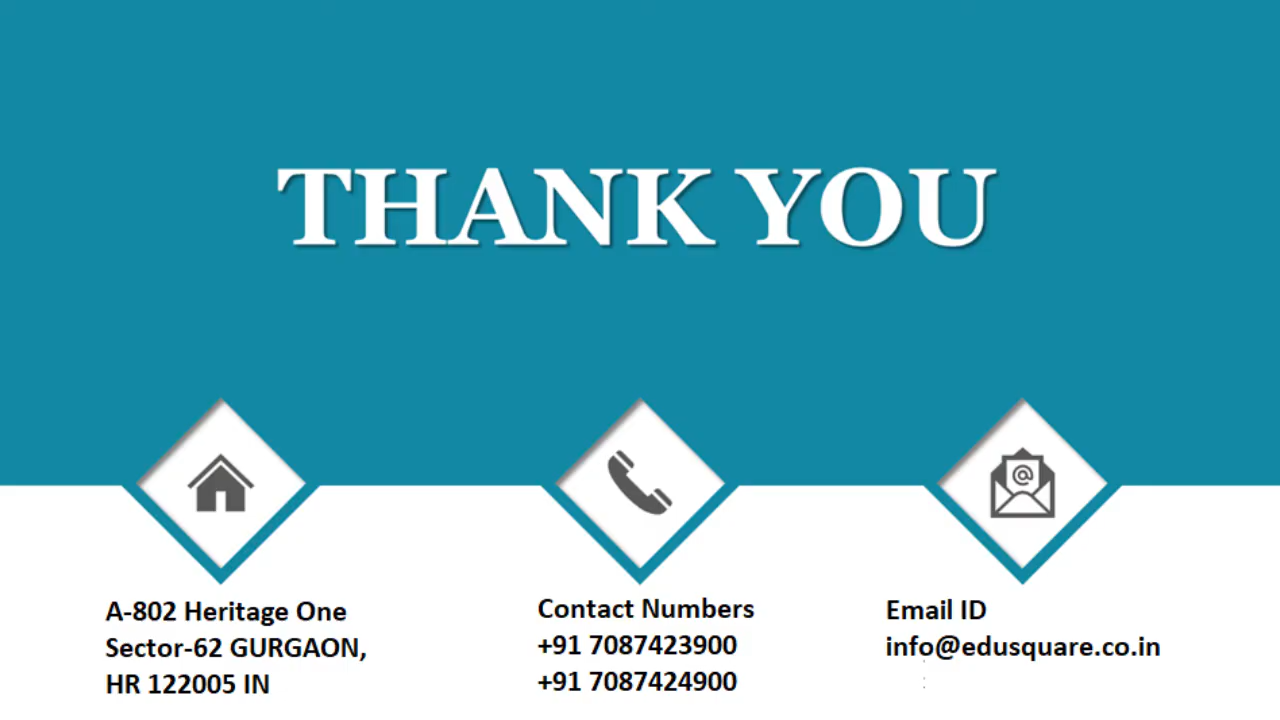 THANK YOU
A-802 Heritage One
Sector-62 GURGAON,
HR 122005 IN
Contact Numbers
+91 7087423900
+91 7087424900
Email ID
info@edusquare.co.in